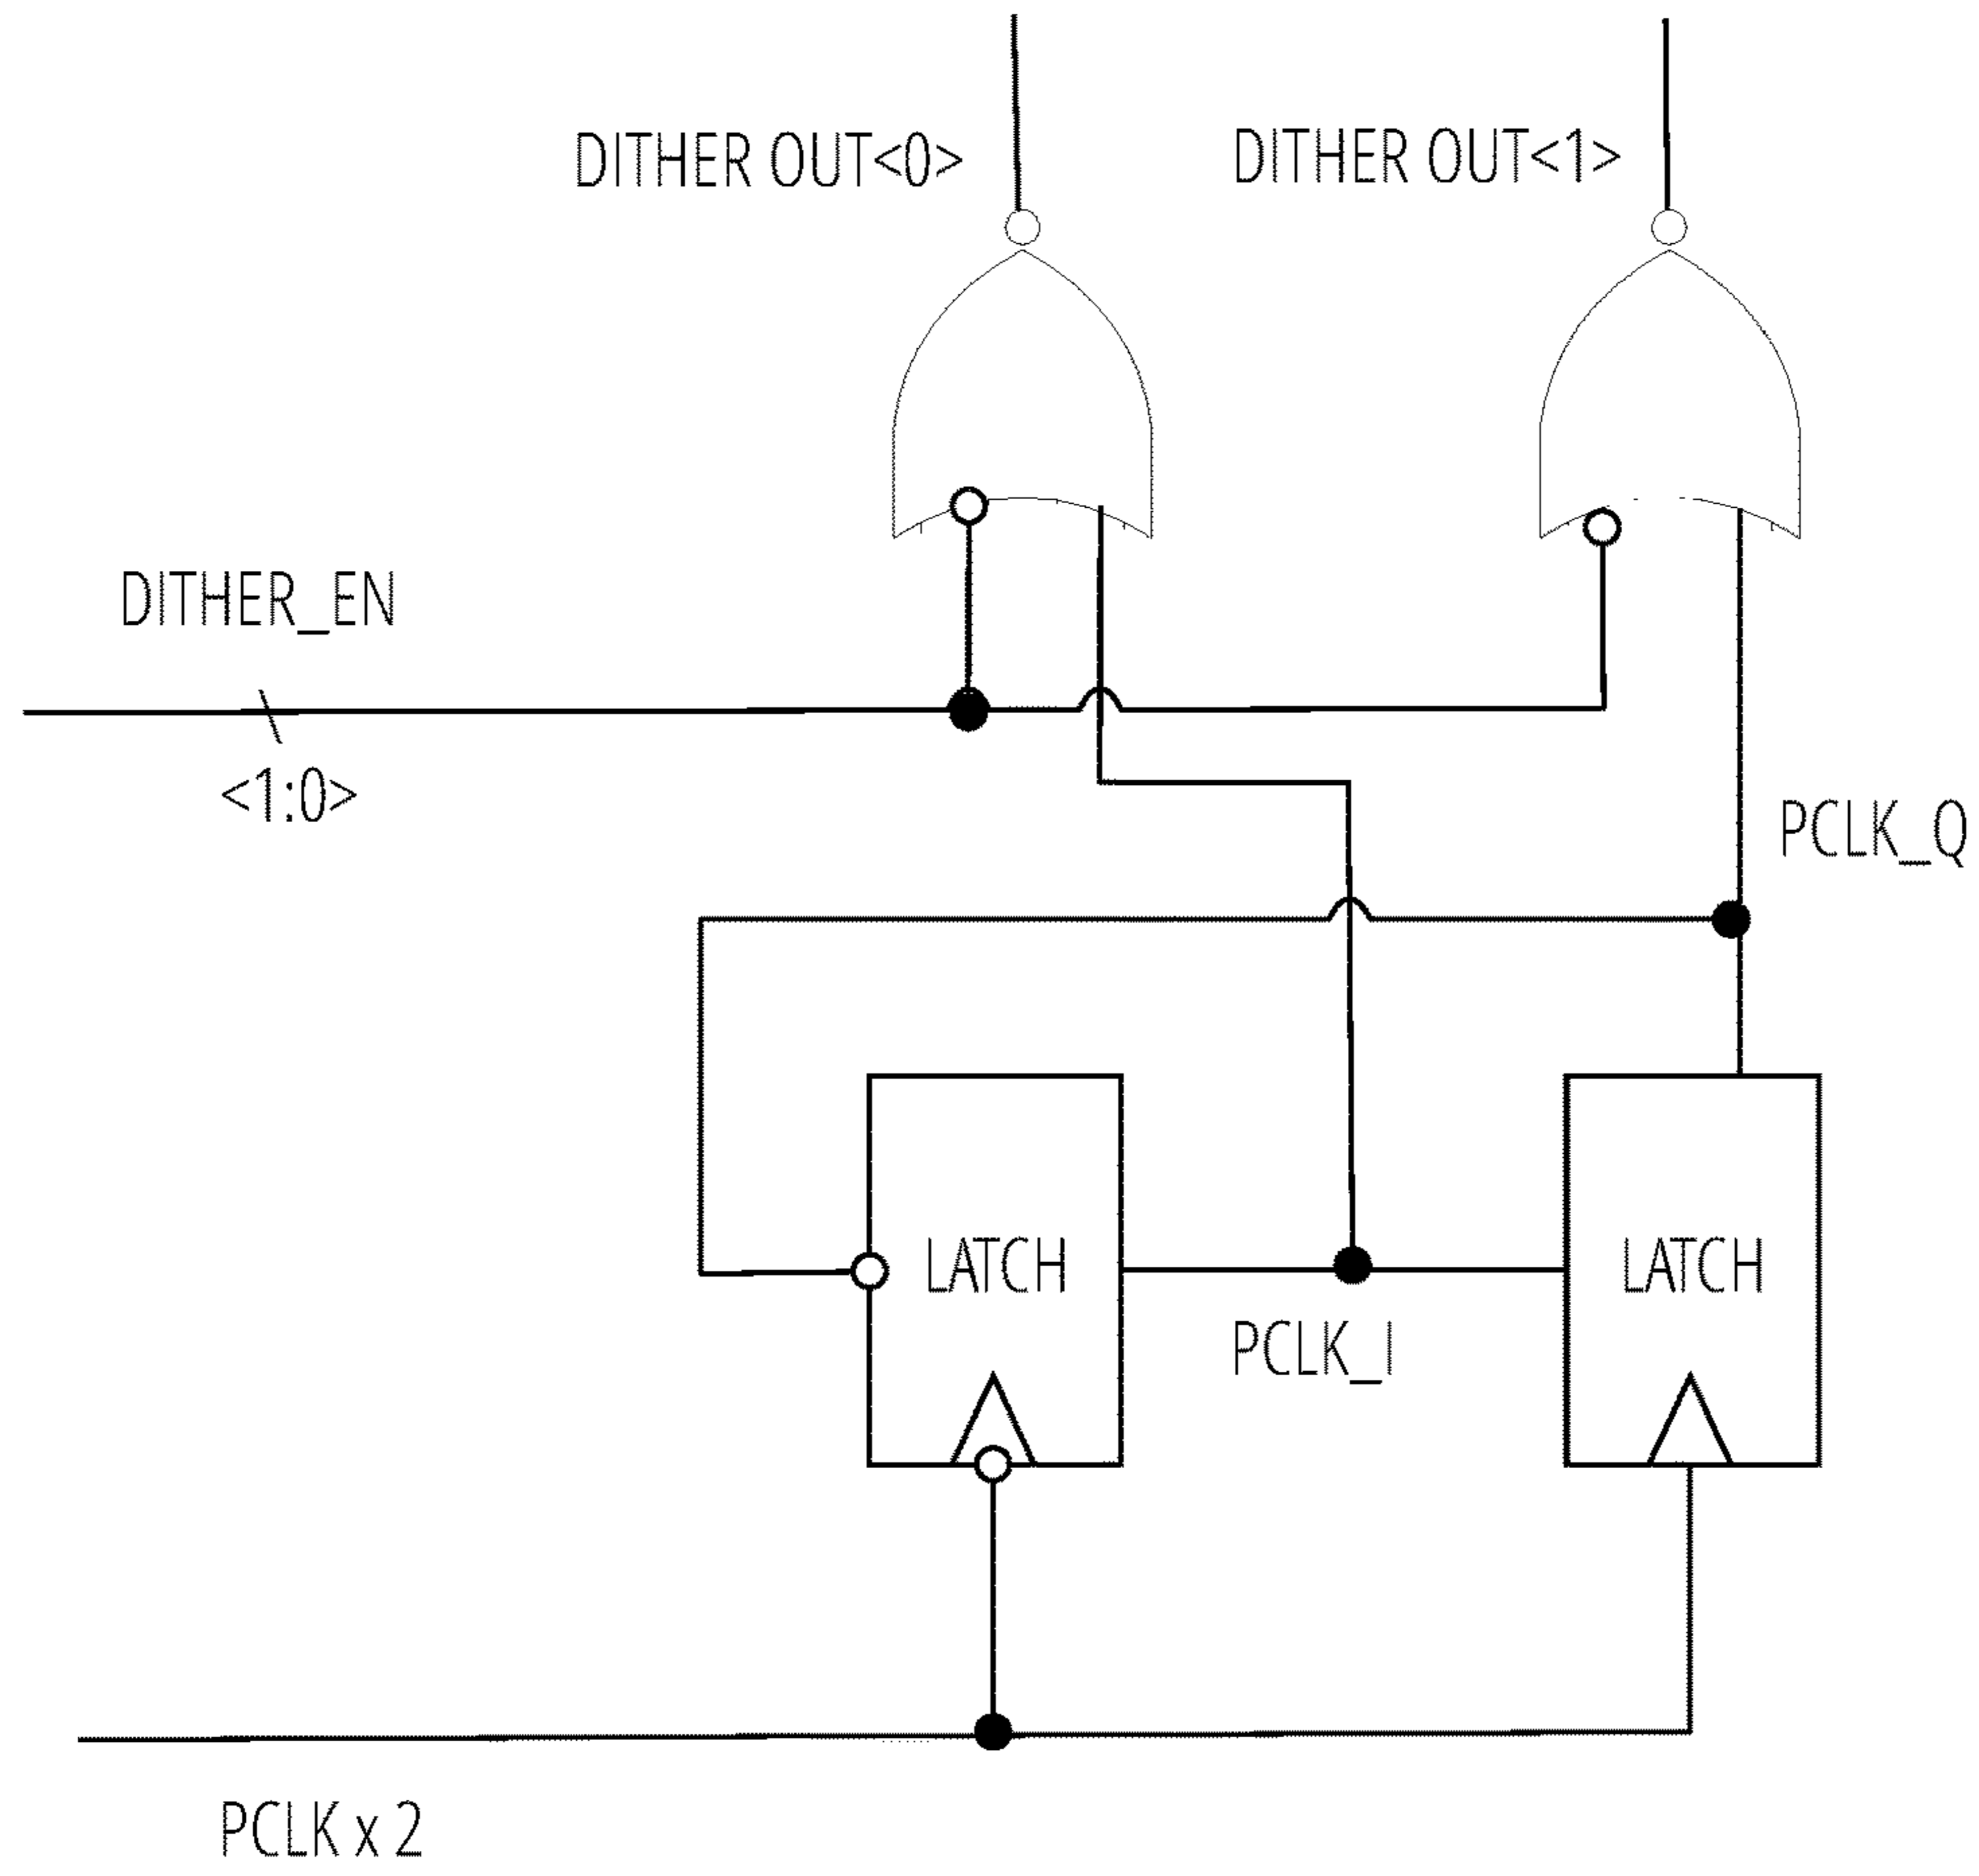 DITHER OUT<0>
DITHER OUT<1>
DITHER_EN
<1:0>
PCLK_Q
LATCH
LATCH
PCLK_I
PCLK x 2